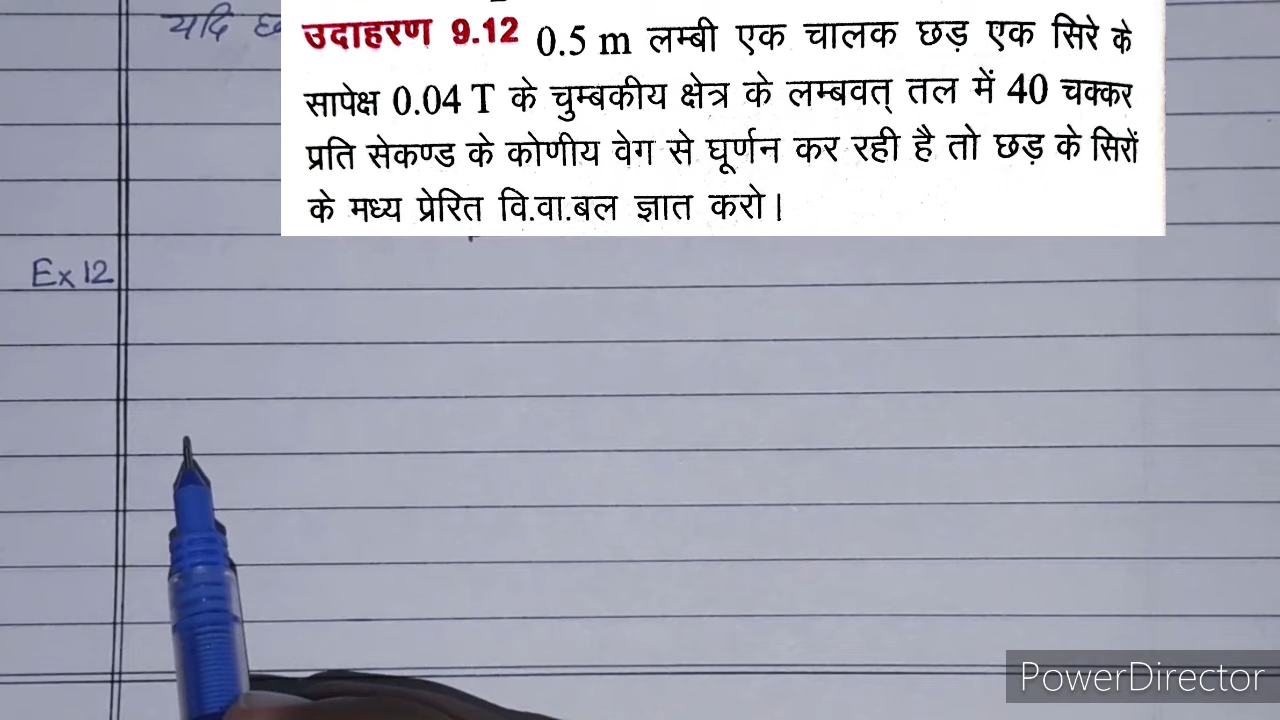 यदि
उदाहरण 9.12 0.5 m लम्बी एक चालक छड़ एक सिरे के
सापेक्ष 0.04 T के चुम्बकीय क्षेत्र के लम्बवत् तल में 40 चक्कर
प्रति सेकण्ड के कोणीय वेग से घूर्णन कर रही है तो छड़ के सिरों
के मध्य प्रेरित वि.वा.बल ज्ञात करो।
Ex 12
PowerDirector